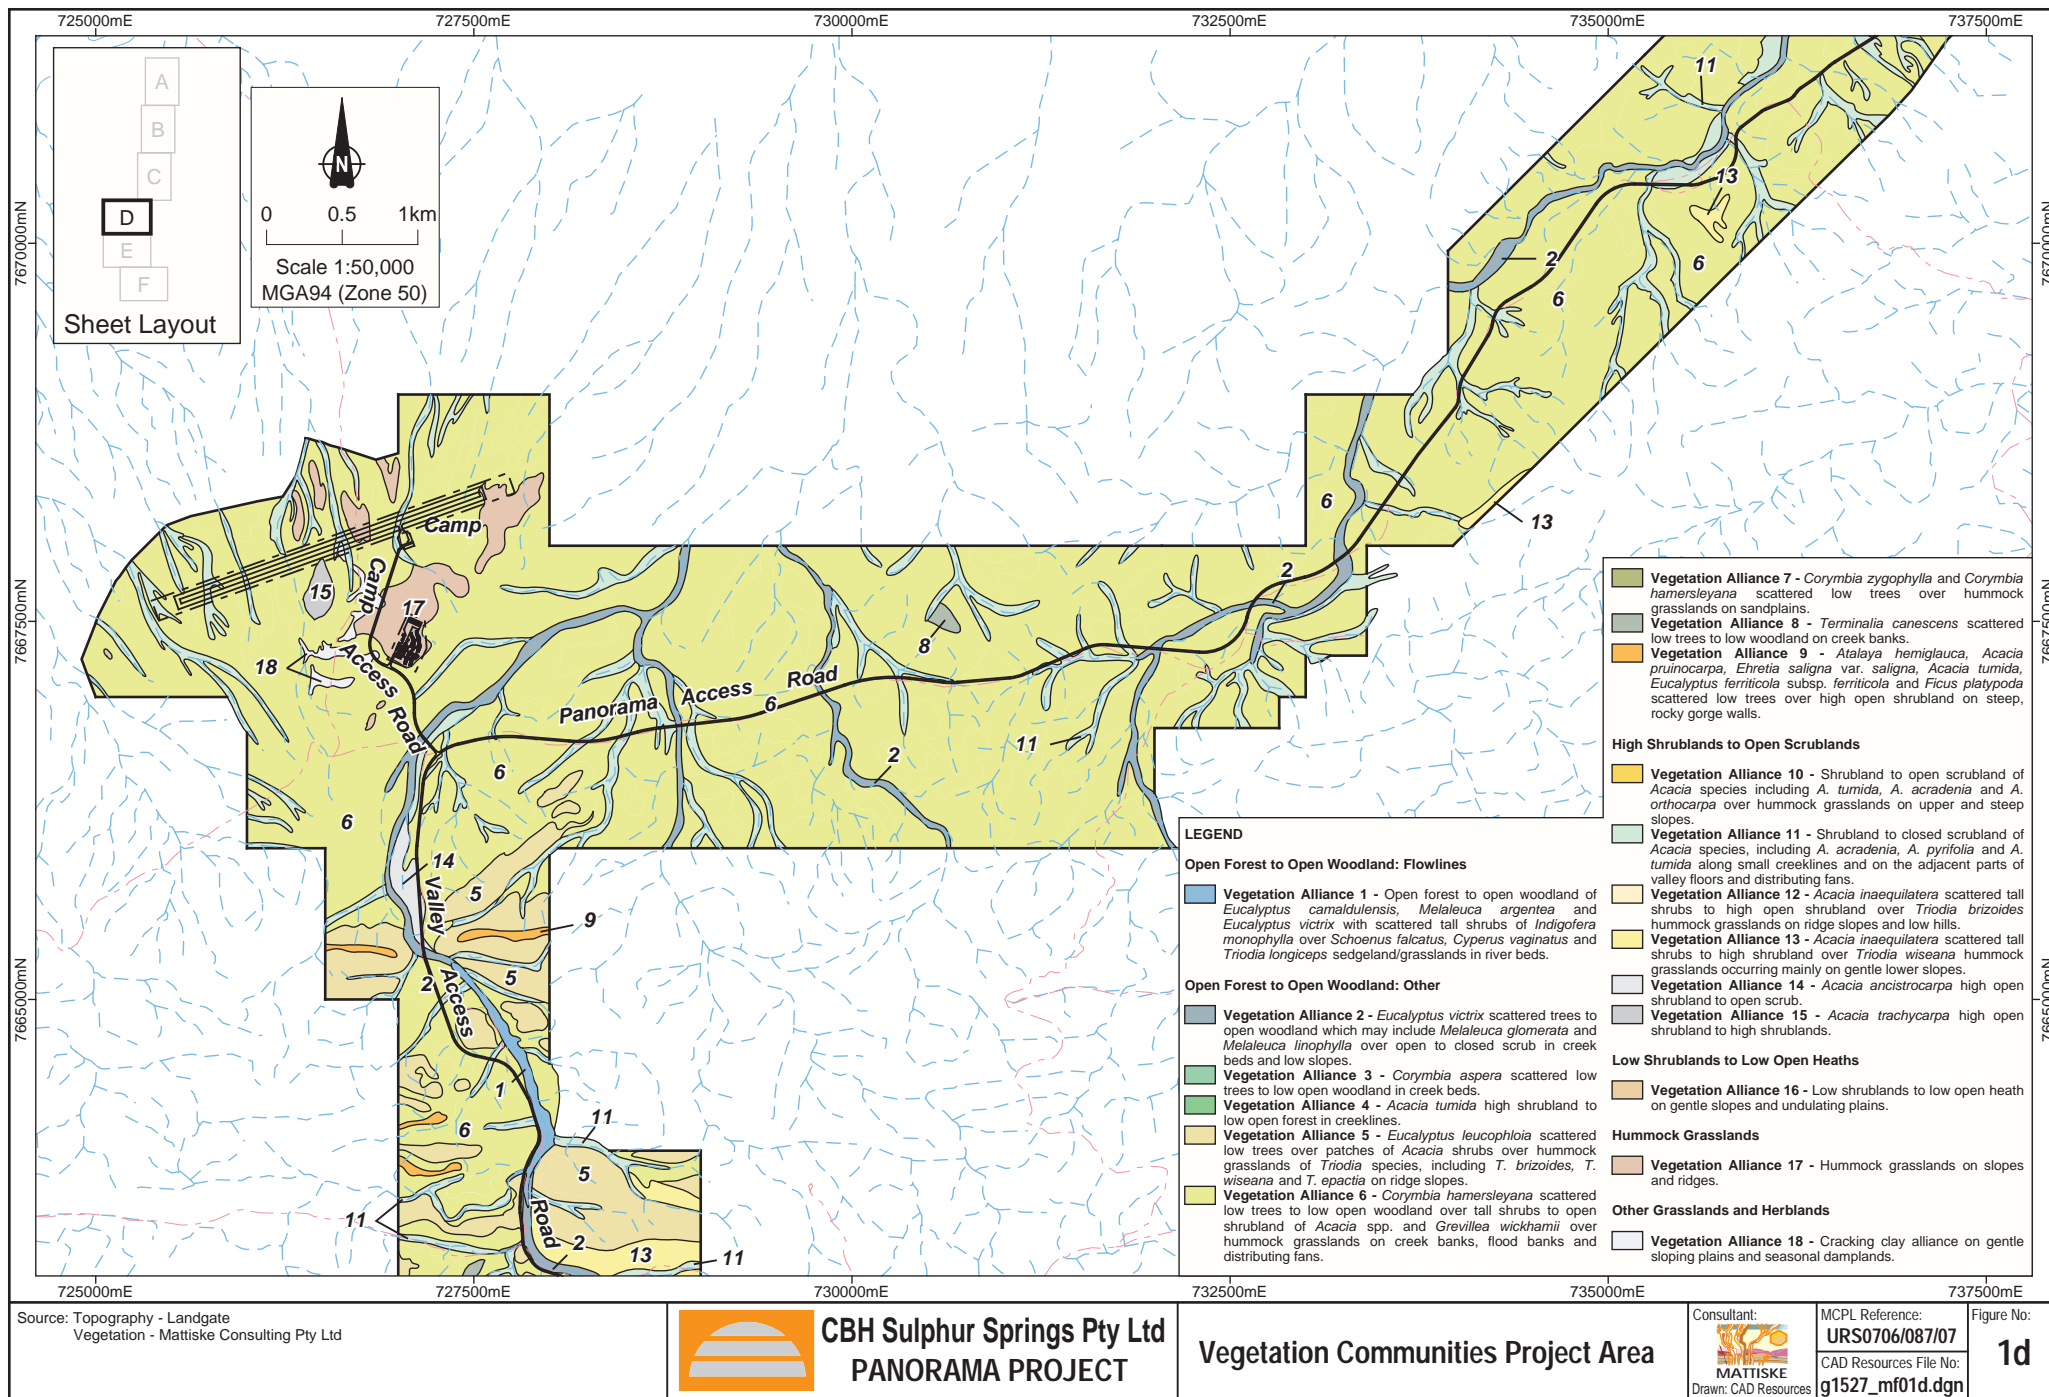 725000mE
727500mE
730000mE
732500mE
735000mE
737500mE
A
B
C
D
E
F
Sheet Layout
N
0 0.5 1km
Scale 1:50,000
MGA94 (Zone 50)
7670000mN
7670000mN
7667500mN
7667500mN
7665000mN
7665000mN
11
13
6
2
6
6
13
2
Camp
Camp
15
17
18
Access
Road
8
Panorama Access Road
6
6
11
2
6
14
Valley
5
9
5
2
Access
1
11
6
5
11
Road
2
13
11
LEGEND
Open Forest to Open Woodland: Flowlines
Vegetation Alliance 1 - Open forest to open woodland of
Eucalyptus camaldulensis, Melaleuca argentea and
Eucalyptus victrix with scattered tall shrubs of Indigofera
monophylla over Schoenus falcatus, Cyperus vaginatus and
Triodia longiceps sedgeland/grasslands in river beds.
Open Forest to Open Woodland: Other
Vegetation Alliance 2 - Eucalyptus victrix scattered trees to
open woodland which may include Melaleuca glomerata and
Melaleuca linophylla over open to closed scrub in creek
beds and low slopes.
Vegetation Alliance 3 - Corymbia aspera scattered low
trees to low open woodland in creek beds.
Vegetation Alliance 4 - Acacia tumida high shrubland to
low open forest in creeklines.
Vegetation Alliance 5 - Eucalyptus leucophloia scattered
low trees over patches of Acacia shrubs over hummock
grasslands of Triodia species, including T. brizoides, T.
wiseana and T. epactia on ridge slopes.
Vegetation Alliance 6 - Corymbia hamersleyana scattered
low trees to low open woodland over tall shrubs to open
shrubland of Acacia spp. and Grevillea wickhamii over
hummock grasslands on creek banks, flood banks and
distributing fans.
Vegetation Alliance 7 - Corymbia zygophylla and Corymbia
hamersleyana scattered low trees over hummock
grasslands on sandplains.
Vegetation Alliance 8 - Terminalia canescens scattered
low trees to low woodland on creek banks.
Vegetation Alliance 9 - Atalaya hemiglauca, Acacia
pruinocarpa, Ehretia saligna var. saligna, Acacia tumida,
Eucalyptus ferriticola subsp. ferriticola and Ficus platypoda
scattered low trees over high open shrubland on steep,
rocky gorge walls.
High Shrublands to Open Scrublands
Vegetation Alliance 10 - Shrubland to open scrubland of
Acacia species including A. tumida, A. acradenia and A.
orthocarpa over hummock grasslands on upper and steep
slopes.
Vegetation Alliance 11 - Shrubland to closed scrubland of
Acacia species, including A. acradenia, A. pyrifolia and A.
tumida along small creeklines and on the adjacent parts of
valley floors and distributing fans.
Vegetation Alliance 12 - Acacia inaequilatera scattered tall
shrubs to high open shrubland over Triodia brizoides
hummock grasslands on ridge slopes and low hills.
Vegetation Alliance 13 - Acacia inaequilatera scattered tall
shrubs to high shrubland over Triodia wiseana hummock
grasslands occurring mainly on gentle lower slopes.
Vegetation Alliance 14 - Acacia ancistrocarpa high open
shrubland to open scrub.
Vegetation Alliance 15 - Acacia trachycarpa high open
shrubland to high shrublands.
Low Shrublands to Low Open Heaths
Vegetation Alliance 16 - Low shrublands to low open heath
on gentle slopes and undulating plains.
Hummock Grasslands
Vegetation Alliance 17 - Hummock grasslands on slopes
and ridges.
Other Grasslands and Herblands
Vegetation Alliance 18 - Cracking clay alliance on gentle
sloping plains and seasonal damplands.
725000mE
727500mE
730000mE
732500mE
735000mE
737500mE
Source: Topography - Landgate
Vegetation - Mattiske Consulting Pty Ltd
CBH Sulphur Springs Pty Ltd
PANORAMA PROJECT
Vegetation Communities Project Area
Consultant:
MATTISKE
Drawn: CAD Resources
MCPL Reference:
URS0706/087/07
CAD Resources File No:
g1527_mf01d.dgn
Figure No:
1d